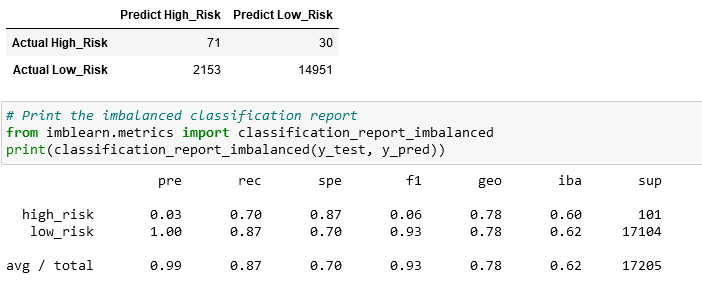 Predict High_Risk Predict Low_Risk
Actual High_Risk 71 30
Actual Low_Risk 2153 14951
# Print the imbalanced classification report
from imblearn.metrics import classification_report_imbalanced
print(classification_report_imbalanced(y_test, y_pred))
pre rec spe f1 geo iba sup
high_risk 0.03 0.70 0.87 0.06 0.78 0.60 101
low_risk 1.00 0.87 0.70 0.93 0.78 0.62 17104
avg / total 0.99 0.87 0.70 0.93 0.78 0.62 17205